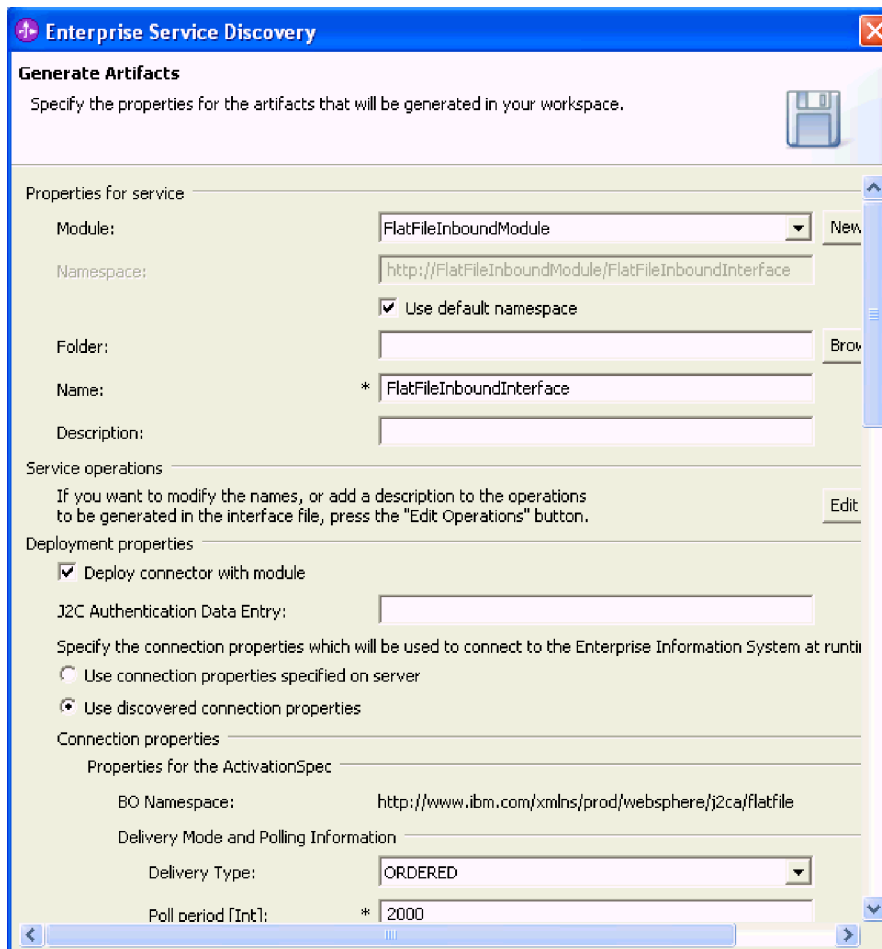 Enterprise Service Discovery
Generate Artifacts
Specify the properties for the artifacts that will be generated in your workspace.
Properties for service
Module: FlatFileInboundModule New
Namespace: http://FlatFileInboundModule/FlatFileInboundInterface
Use default namespace
Folder: Brow
Name: * FlatFileInboundInterface
Description:
Service operations
If you want to modify the names, or add a description to the operations
to be generated in the interface file, press the "Edit Operations" button. Edit
Deployment properties
Deploy connector with module
J2C Authentication Data Entry:
Specify the connection properties which will be used to connect to the Enterprise Information System at runti
Use connection properties specified on server
Use discovered connection properties
Connection properties
Properties for the ActivationSpec
BO Namespace: http://www.ibm.com/xmlns/prod/websphere/j2ca/flatfile
Delivery Mode and Polling Information
Delivery Type: ORDERED
Poll period [Int]: * 2000